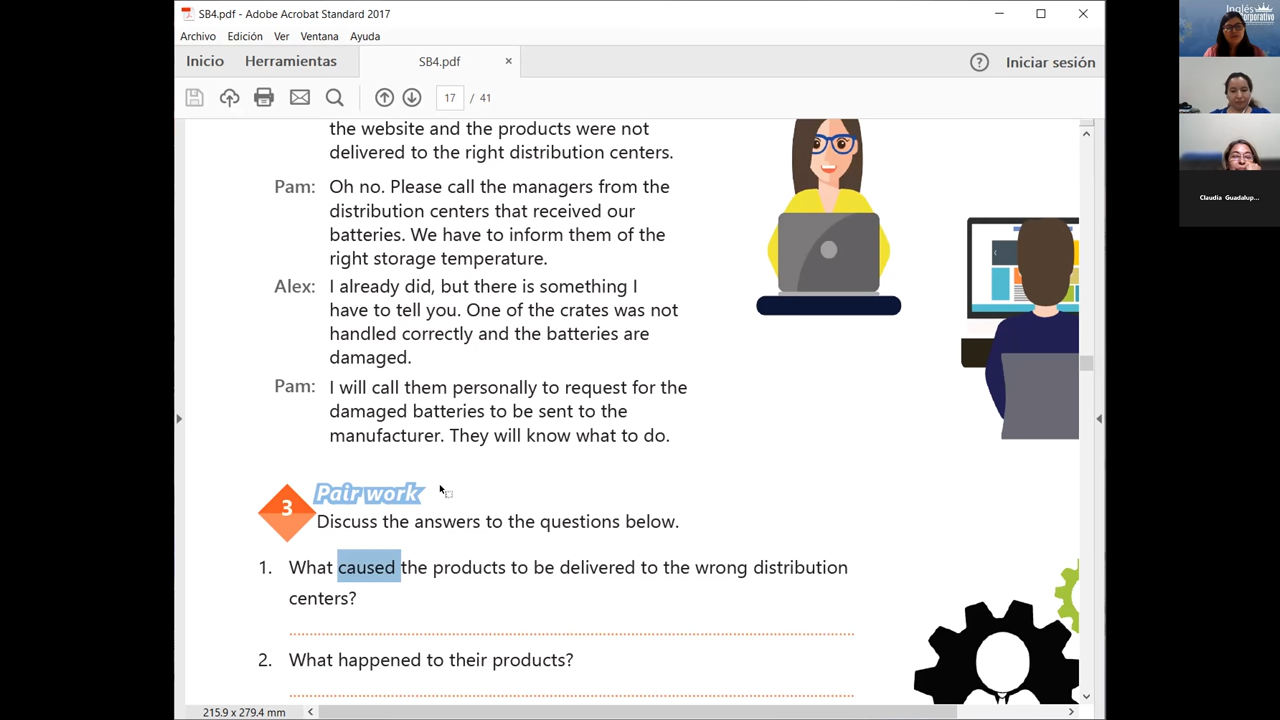 SB4.pdf - Adobe Acrobat Standard 2017
Archivo Edición Ver Ventana Ayuda
Inicio Herramientas SB4.pdf × Iniciar sesión
17 / 41
the website and the products were not
delivered to the right distribution centers.
Pam: Oh no. Please call the managers from the
distribution centers that received our
batteries. We have to inform them of the
right storage temperature.
Alex: I already did, but there is something I
have to tell you. One of the crates was not
handled correctly and the batteries are
damaged.
Pam: I will call them personally to request for the
damaged batteries to be sent to the
manufacturer. They will know what to do.
3 Pair work
Discuss the answers to the questions below.
1. What caused the products to be delivered to the wrong distribution
centers?
2. What happened to their products?
215.9 x 279.4 mm
Inglés
Corporativo
Claudia Guadalup...